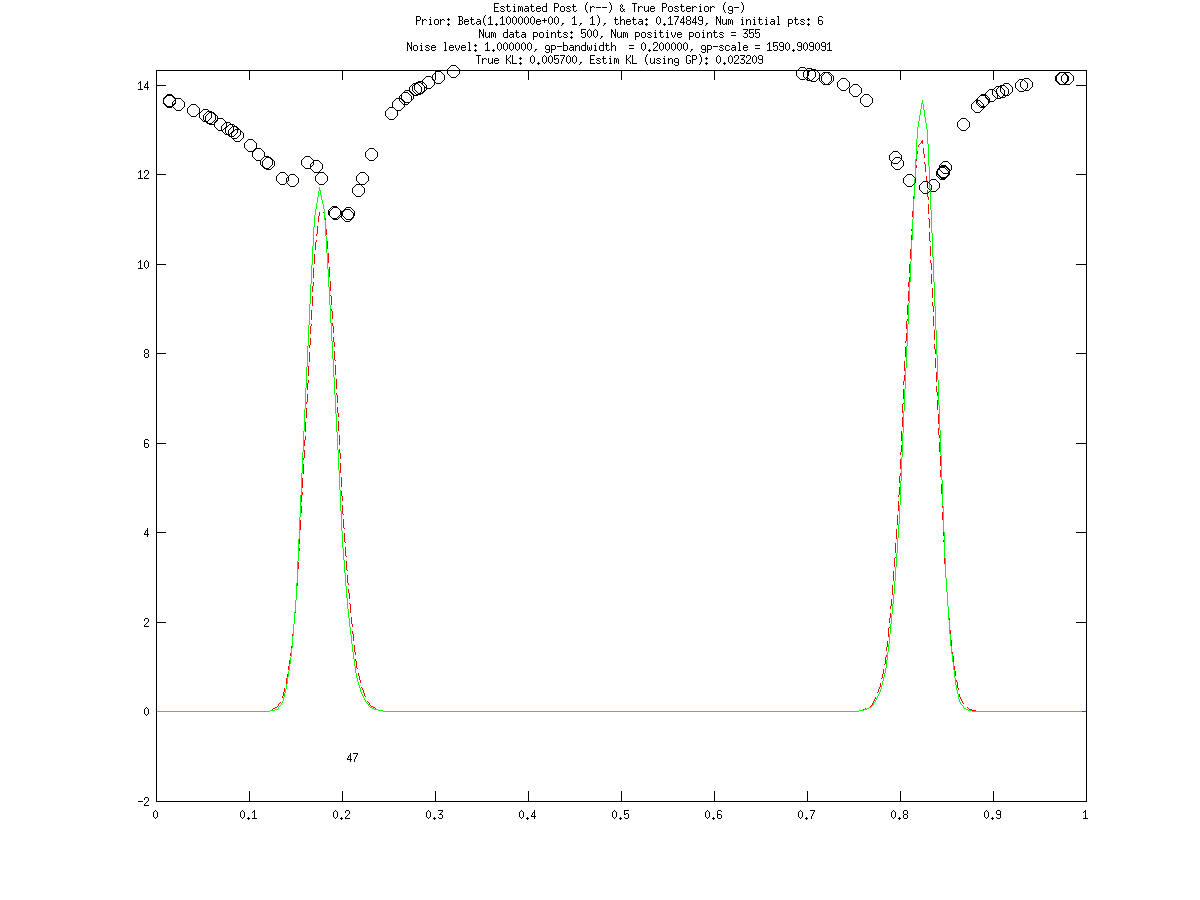 Estimated Post (r--) & True Posterior (g-)
Prior: Beta(1.100000e+00, 1, 1), theta: 0.174849, Num initial pts: 6
Num data points: 500, Num positive points = 355
Noise level: 1.000000, gp-bandwidth  = 0.200000, gp-scale = 1590.909091
True KL: 0.005700, Estim KL (using GP): 0.023209
14
12
10
8
6
4
2
0
47
-2
0 0.1 0.2 0.3 0.4 0.5 0.6 0.7 0.8 0.9 1